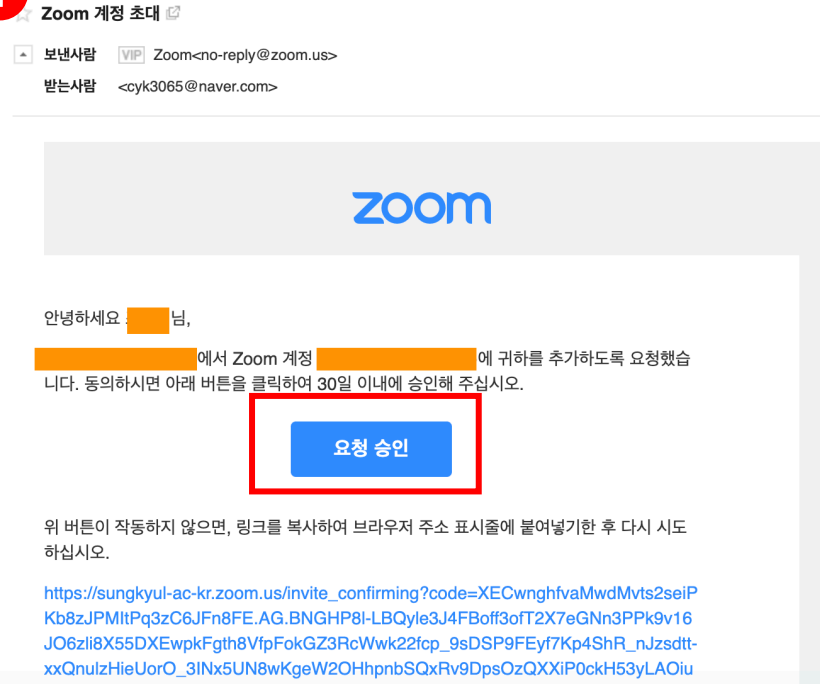 Zoom 계정 초대
보낸사람 VIP Zoom<no-reply@zoom.us>
받는사람 <cyk3065@naver.com>
zoom
안녕하세요 님,
에서 Zoom 계정 에 귀하를 추가하도록 요청했습
니다. 동의하시면 아래 버튼을 클릭하여 30일 이내에 승인해 주십시오.
요청 승인
위 버튼이 작동하지 않으면, 링크를 복사하여 브라우저 주소 표시줄에 붙여넣기한 후 다시 시도
하십시오.
https://sungkyul-ac-kr.zoom.us/invite_confirming?code=XECwnghfvaMwdMvts2seiP
Kb8zJPMItPq3zC6JFn8FE.AG.BNGHP8l-LBQyle3J4FBoff3ofT2X7eGNn3PPk9v16
JO6zli8X55DXEwpkFgth8VfpFokGZ3RcWwk22fcp_9sDSP9FEyf7Kp4ShR_nJzsdtt-
xxQnulzHieUorO_3INx5UN8wKgeW2OHhpnbSQxRv9DpsOzQXXiP0ckH53yLAOiu